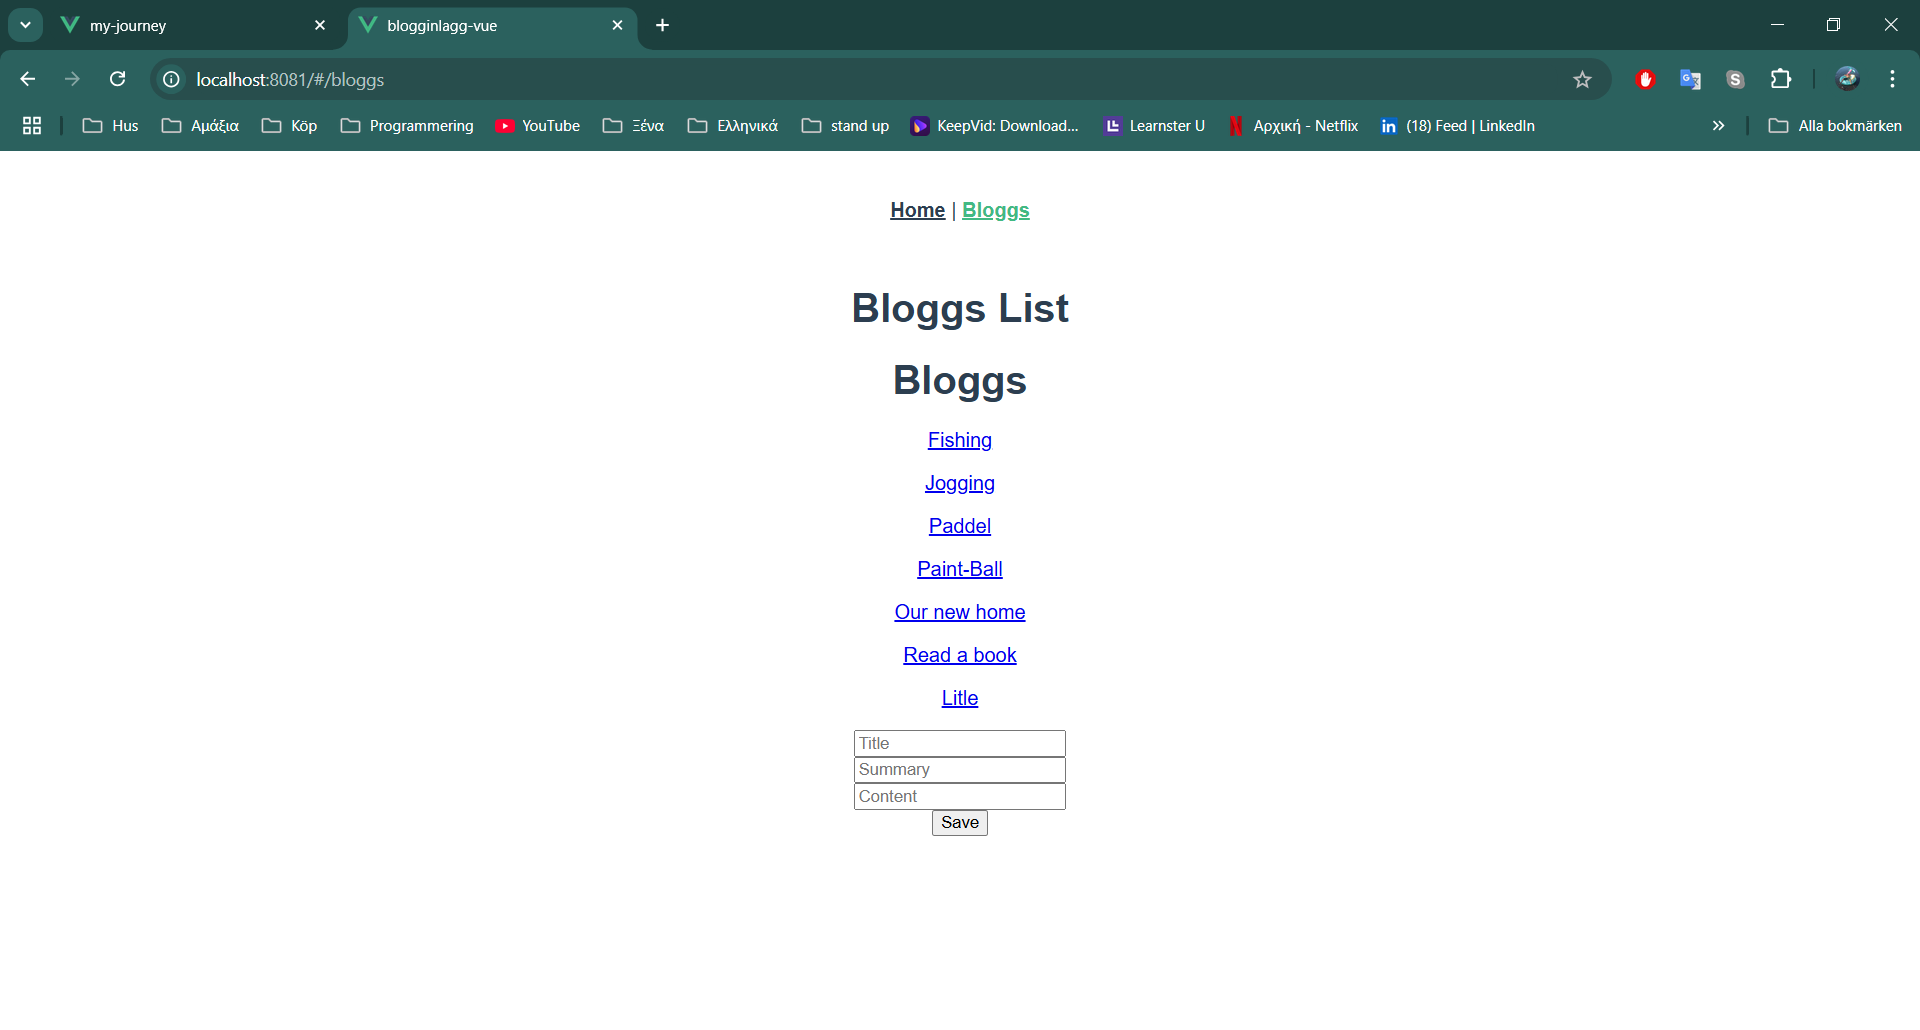 my-journey
blogginlagg-vue
localhost:8081/#/bloggs
Hus Αμάξια Köp Programmering YouTube Ξένα Ελληνικά stand up KeepVid: Download... Learnster U Αρχική - Netflix (18) Feed | LinkedIn Alla bokmärken
Home | Bloggs
Bloggs List
Bloggs
Fishing
Jogging
Paddel
Paint-Ball
Our new home
Read a book
Litle
Title
Summary
Content
Save